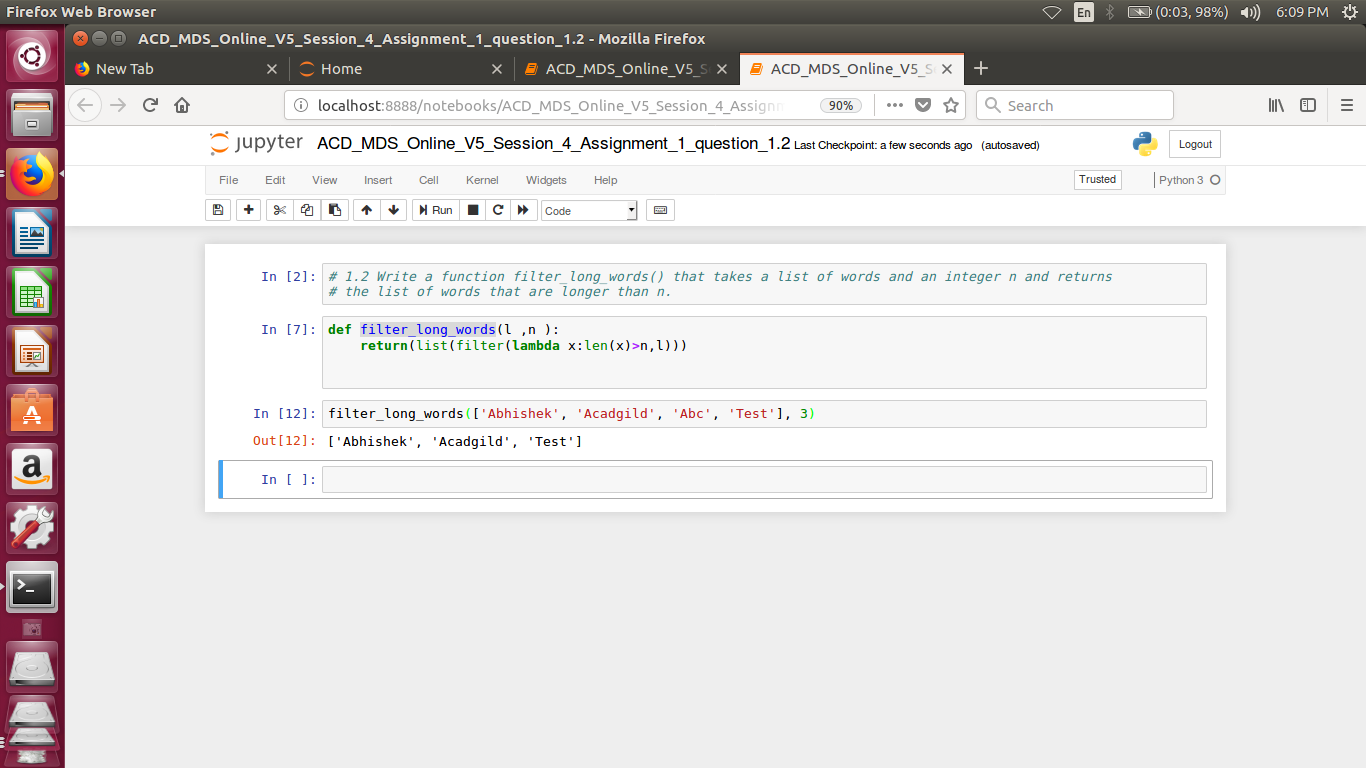 Firefox Web Browser
En
(0:03, 98%)
6:09 PM
ACD_MDS_Online_V5_Session_4_Assignment_1_question_1.2 - Mozilla Firefox
New Tab
Home
ACD_MDS_Online_V5_S
ACD_MDS_Online_V5_S
localhost:8888/notebooks/ACD_MDS_Online_V5_Session_4_Assignm
90%
Search
jupyter
ACD_MDS_Online_V5_Session_4_Assignment_1_question_1.2 Last Checkpoint: a few seconds ago (autosaved)
Logout
File Edit View Insert Cell Kernel Widgets Help
Trusted
Python 3
Run
Code
In [2]: # 1.2 Write a function filter_long_words() that takes a list of words and an integer n and returns
# the list of words that are longer than n.
In [7]: def filter_long_words(l ,n ):
return(list(filter(lambda x:len(x)>n,l)))
In [12]: filter_long_words(['Abhishek', 'Acadgild', 'Abc', 'Test'], 3)
Out[12]: ['Abhishek', 'Acadgild', 'Test']
In [ ]: